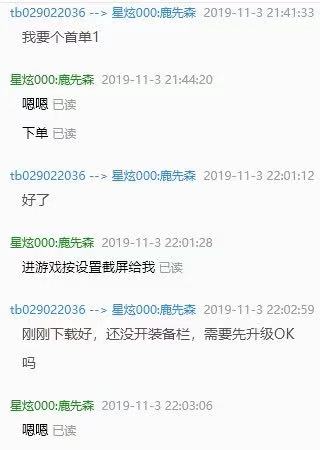 tb029022036 --> 星炫000:鹿先森 2019-11-3 21:41:33
我要个首单1
星炫000:鹿先森 2019-11-3 21:44:20
嗯嗯 已读
下单 已读
tb029022036 --> 星炫000:鹿先森 2019-11-3 22:01:12
好了
星炫000:鹿先森 2019-11-3 22:01:28
进游戏按设置截屏给我 已读
tb029022036 --> 星炫000:鹿先森 2019-11-3 22:02:59
刚刚下载好，还没开装备栏，需要先升级OK
吗
星炫000:鹿先森 2019-11-3 22:03:06
嗯嗯 已读